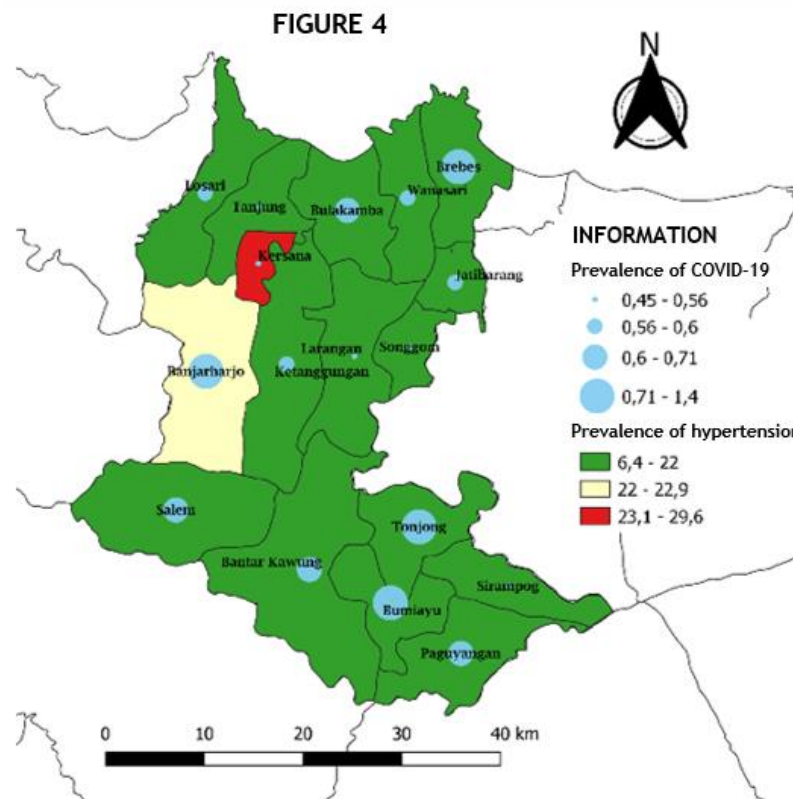 FIGURE 4
N
Brebes
Losari
Wanasari
Tanjung
Bulakamba
Kersana
Jatibarang
Larangan
Songgom
Ketanggungan
Banjarharjo
Salem
Tonjong
Bantar Kawung
Sirampog
Bumiayu
Paguyangan
INFORMATION
Prevalence of COVID-19
0,45 - 0,56
0,56 - 0,6
0,6 - 0,71
0,71 - 1,4
Prevalence of hypertension
6,4 - 22
22 - 22,9
23,1 - 29,6
0 10 20 30 40 km